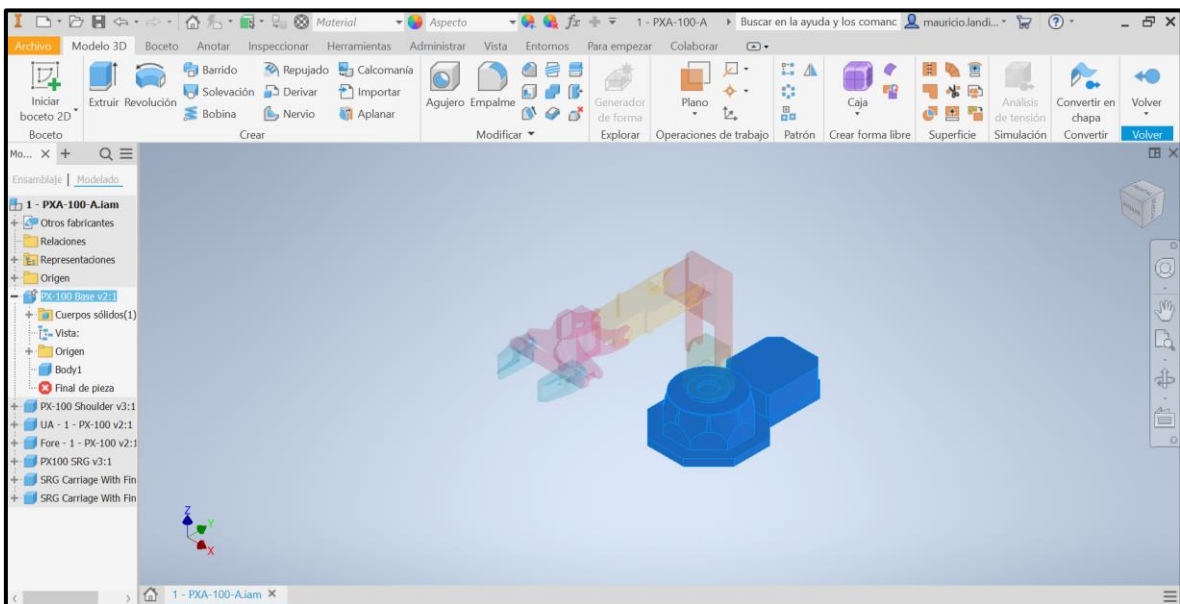 Material Aspecto fx 1 - PXA-100-A Buscar en la ayuda y los comanc mauricio.landi...
Archivo Modelo 3D Boceto Anotar Inspeccionar Herramientas Administrar Vista Entornos Para empezar Colaborar
Iniciar boceto 2D
Extruir Revolución
Barrido Repujado Calcomanía
Solevación Derivar Importar
Bobina Nervio Aplanar
Agujero Empalme
Generador de forma
Plano
Caja
Análisis de tensión
Convertir en chapa
Volver
Boceto Crear Modificar Explorar Operaciones de trabajo Patrón Crear forma libre Superficie Simulación Convertir Volver
Mo... × +
Ensamblaje | Modelado
1 - PXA-100-A.iam
Otros fabricantes
Relaciones
Representaciones
Origen
PX-100 Base v2:1
Cuerpos sólidos(1)
Vista:
Origen
Body1
Final de pieza
PX-100 Shoulder v3:1
UA - 1 - PX-100 v2:1
Fore - 1 - PX-100 v2:1
PX100 SRG v3:1
SRG Carriage With Fin
SRG Carriage With Fin
Z
Y
X
1 - PXA-100-A.iam ×